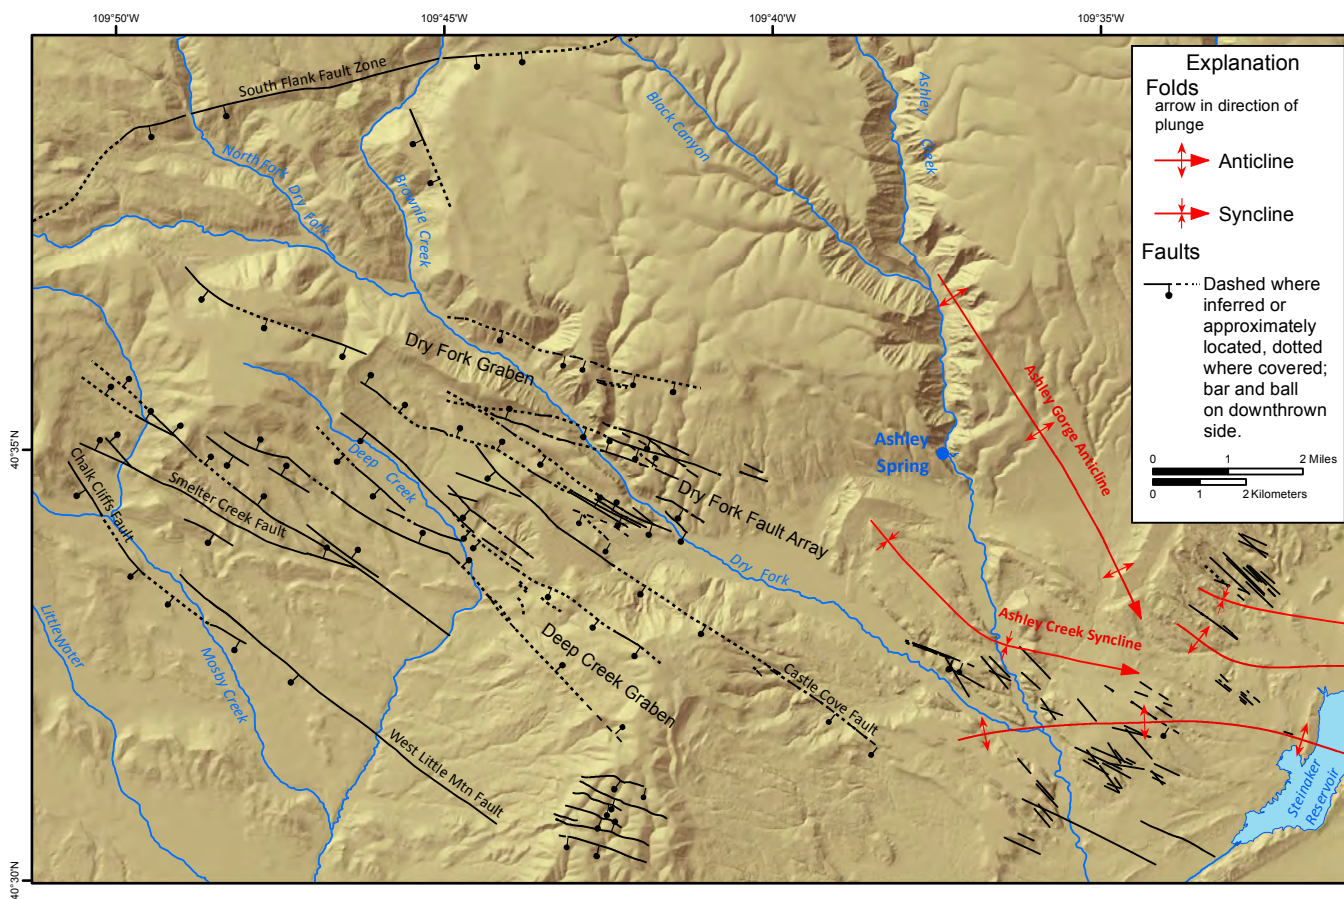 109°50'W
109°45'W
109°40'W
109°35'W
40°35'N
40°30'N
South Flank Fault Zone
North Fork Dry Fork
Brownie Creek
Black Canyon
Ashley Creek
Dry Fork Graben
Ashley Gorge Anticline
Ashley
Spring
Deep Creek
Chalk Cliffs Fault
Smelter Creek Fault
Dry Fork Fault Array
Dry Fork
Ashley Creek Syncline
LittleWater
Mosby Creek
Deep Creek Graben
Castle Cove Fault
West Little Mtn Fault
Steinaker
Reservoir
Explanation
Folds
arrow in direction of
plunge
Anticline
Syncline
Faults
Dashed where
inferred or
approximately
located, dotted
where covered;
bar and ball
on downthrown
side.
0 1 2 Miles
0 1 2 Kilometers